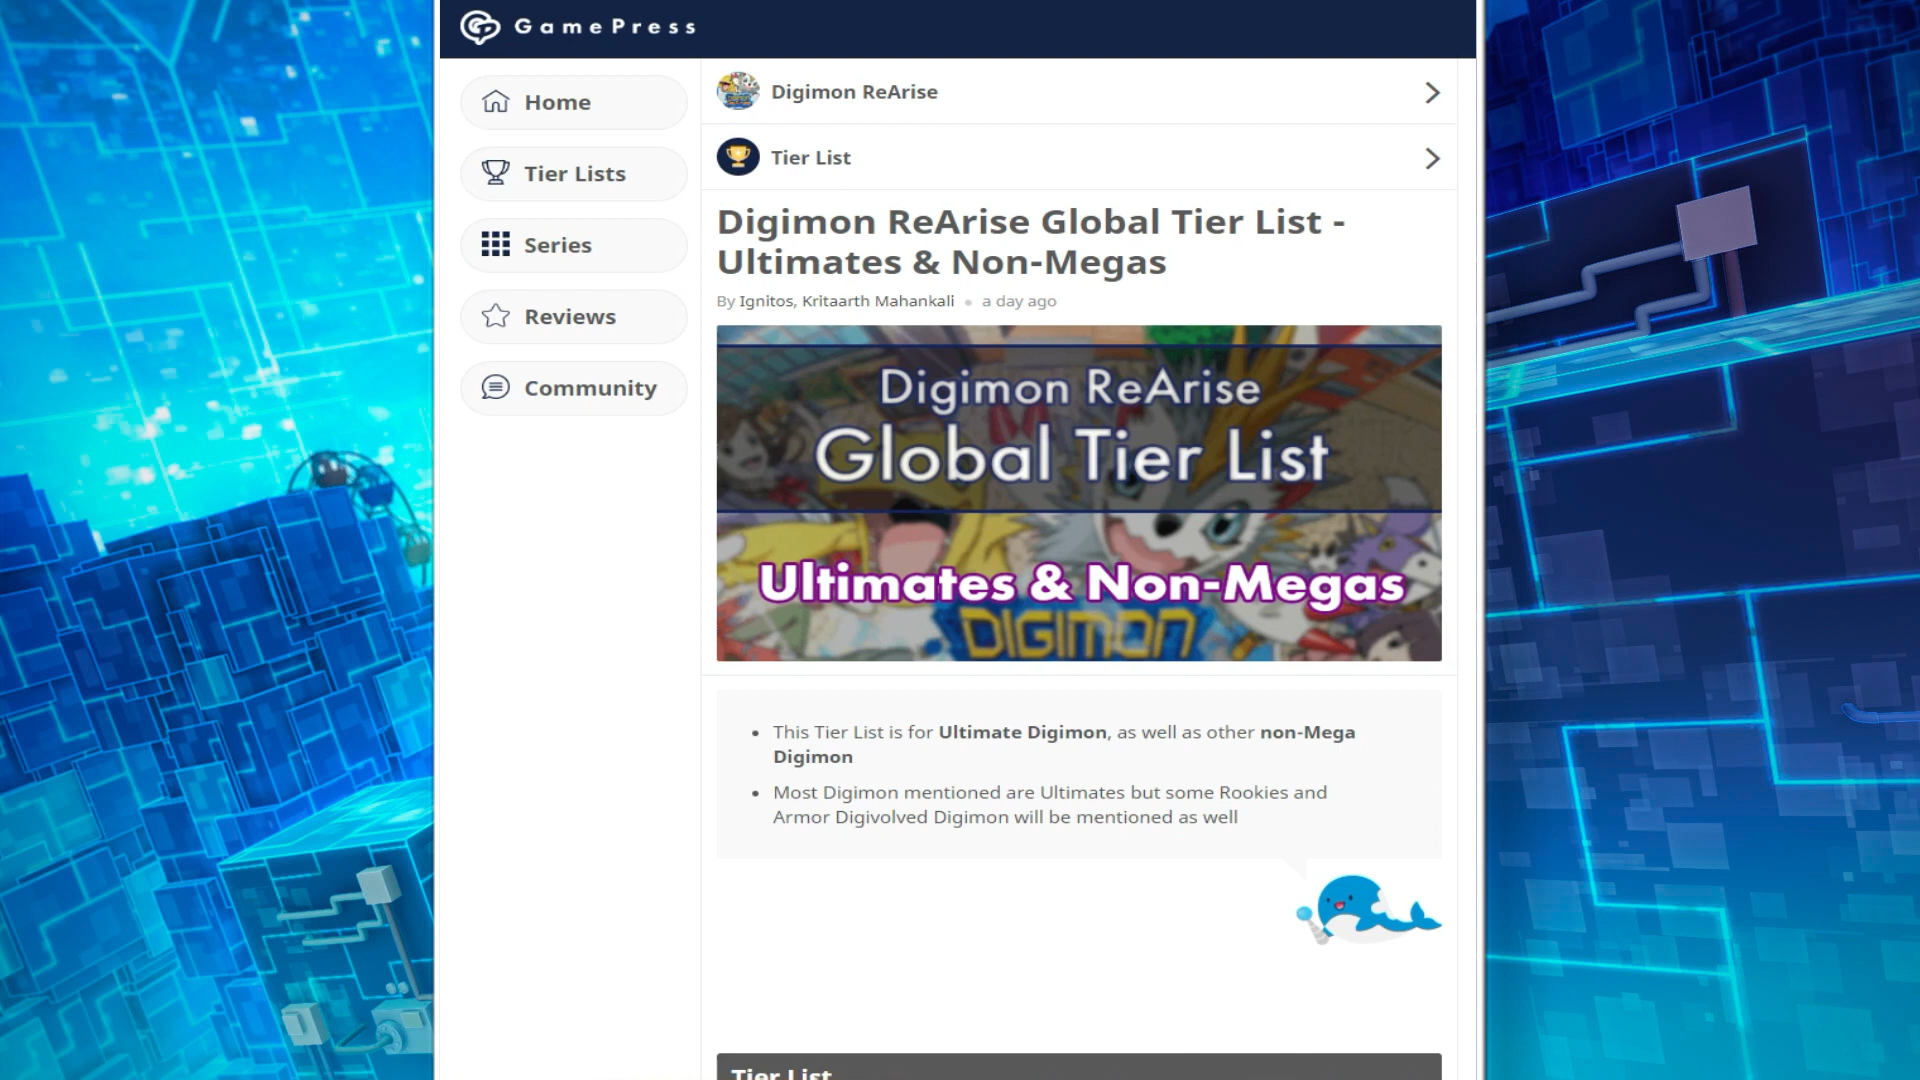 GamePress
Home
Tier Lists
Series
Reviews
Community
Digimon ReArise
Tier List
Digimon ReArise Global Tier List -
Ultimates & Non-Megas
By Ignitos, Kritaarth Mahankali • a day ago
Digimon ReArise
Global Tier List
Ultimates & Non-Megas
DIGIMON
• This Tier List is for Ultimate Digimon, as well as other non-Mega
Digimon
• Most Digimon mentioned are Ultimates but some Rookies and
Armor Digivolved Digimon will be mentioned as well
Tier List